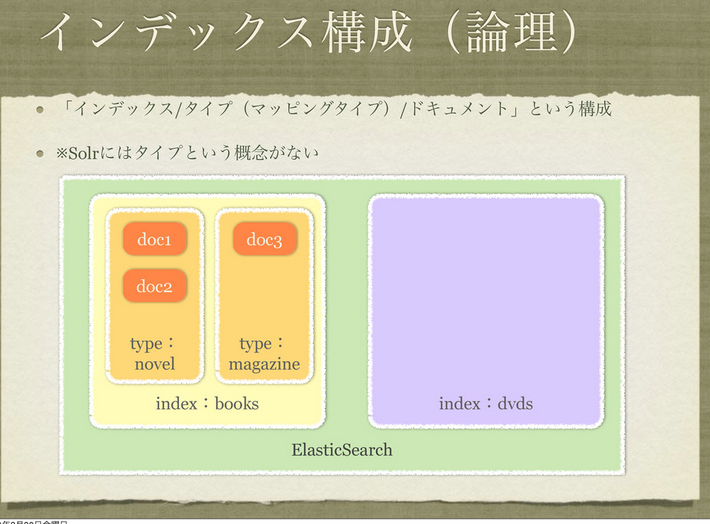 インデックス構成（論理）
「インデックス/タイプ（マッピングタイプ）/ドキュメント」という構成
※Solrにはタイプという概念がない
doc1
doc2
type：
novel
doc3
type：
magazine
index：books
index：dvds
ElasticSearch